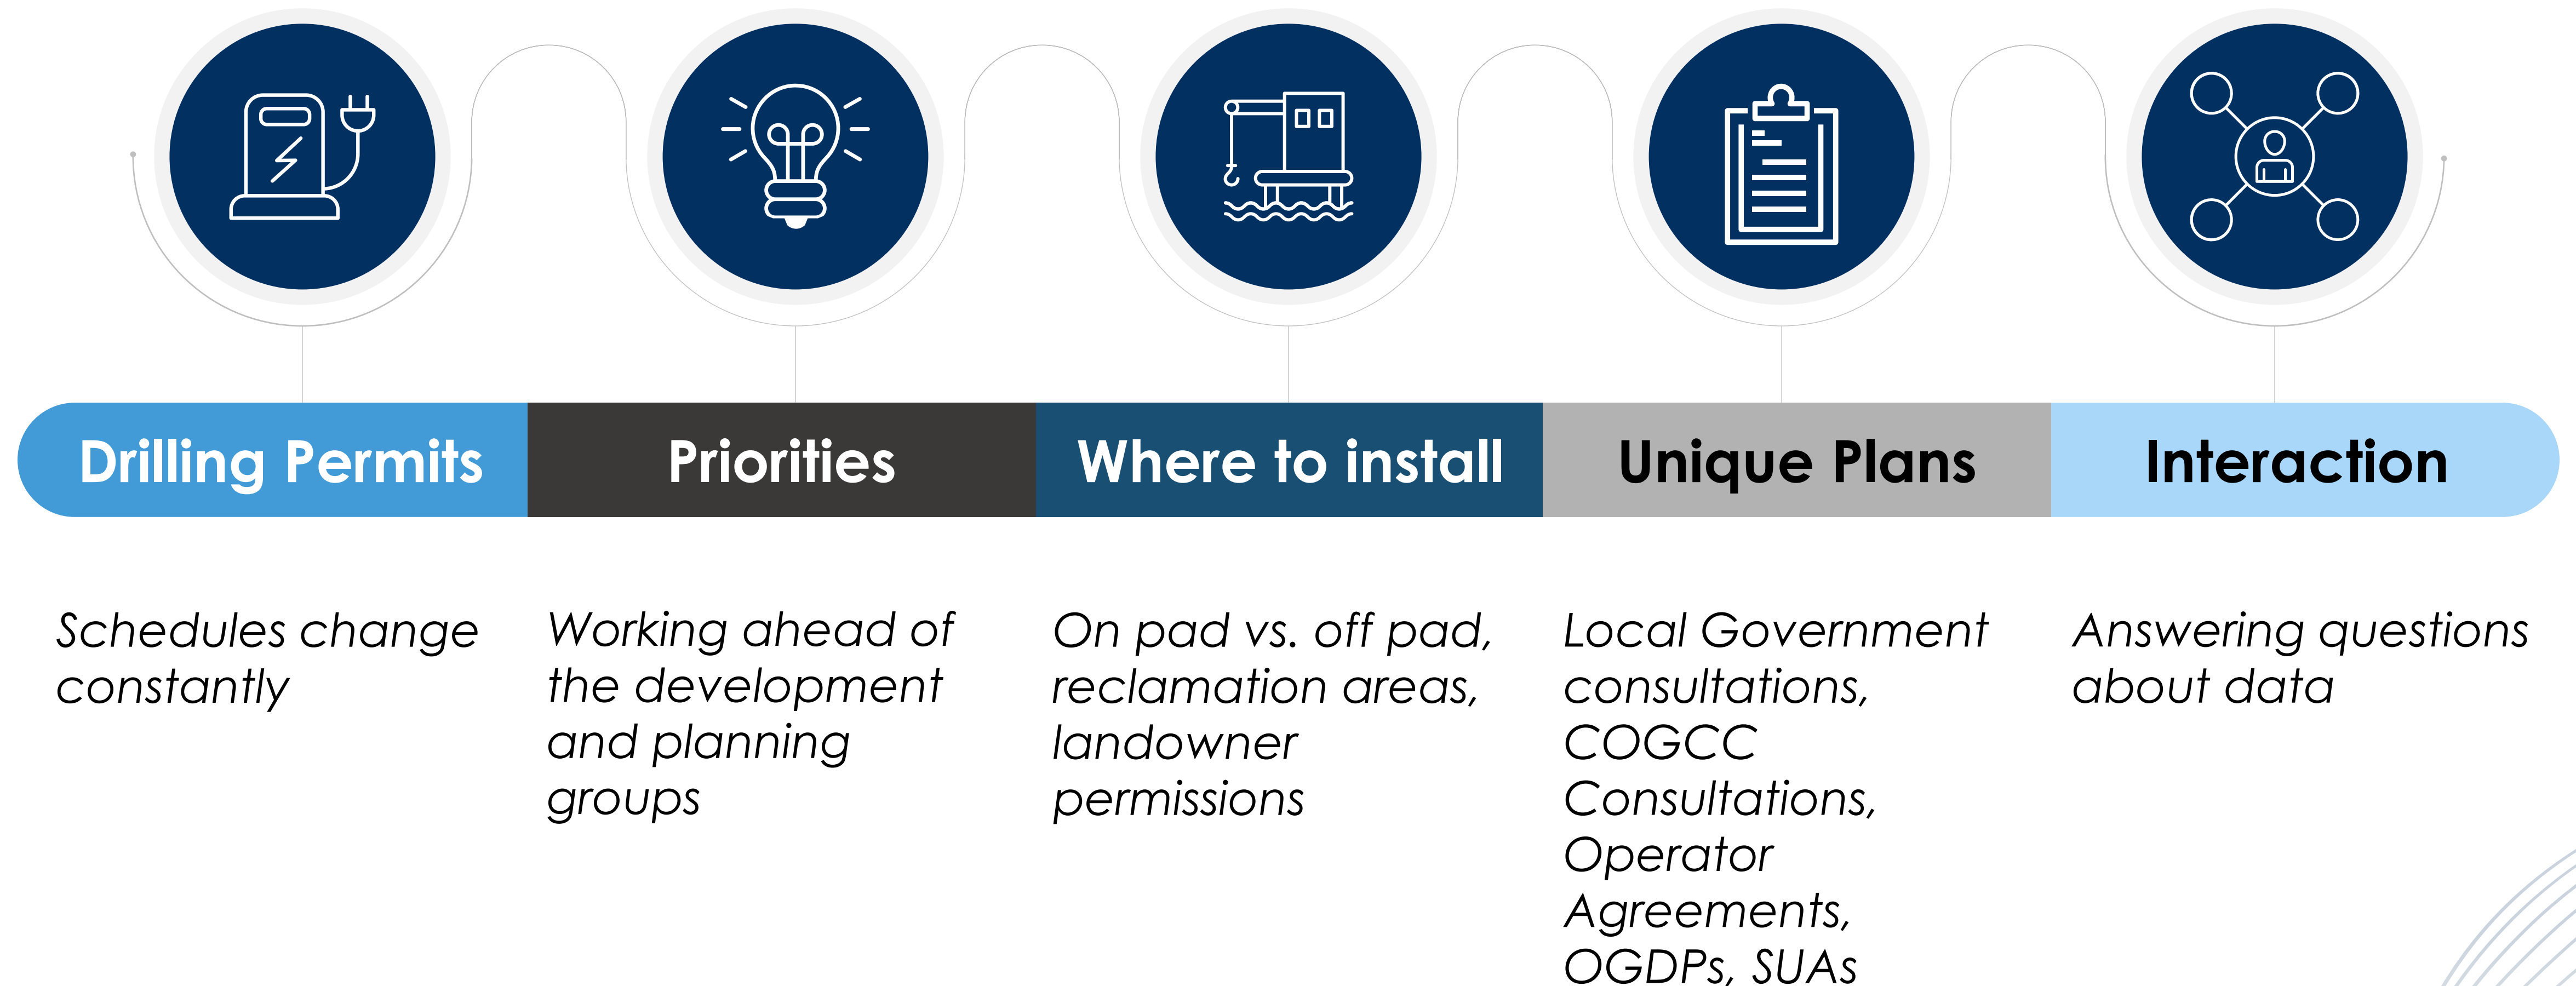 Drilling Permits
Priorities
Where to install
Unique Plans
Interaction
Schedules change
constantly
Working ahead of
the development
and planning
groups
On pad vs. off pad,
reclamation areas,
landowner
permissions
Local Government
consultations,
COGCC
Consultations,
Operator
Agreements,
OGDPs, SUAs
Answering questions
about data